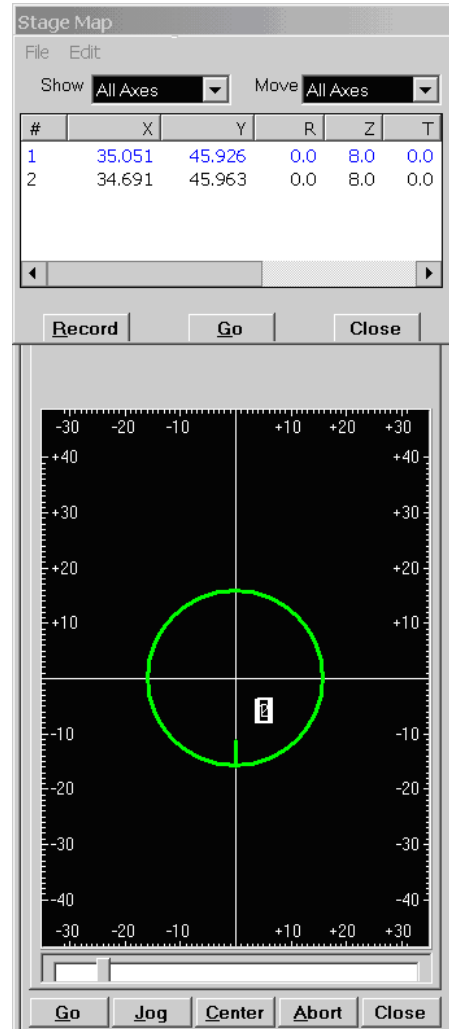 Stage Map
File Edit
Show All Axes Move All Axes
# X Y R Z T
1 35.051 45.926 0.0 8.0 0.0
2 34.691 45.963 0.0 8.0 0.0
Record Go Close
-30 -20 -10 +10 +20 +30
+40 +40
+30 +30
+20 +20
+10 +10
-10 -10
-20 -20
-30 -30
-40 -40
-30 -20 -10 +10 +20 +30
Go Jog Center Abort Close